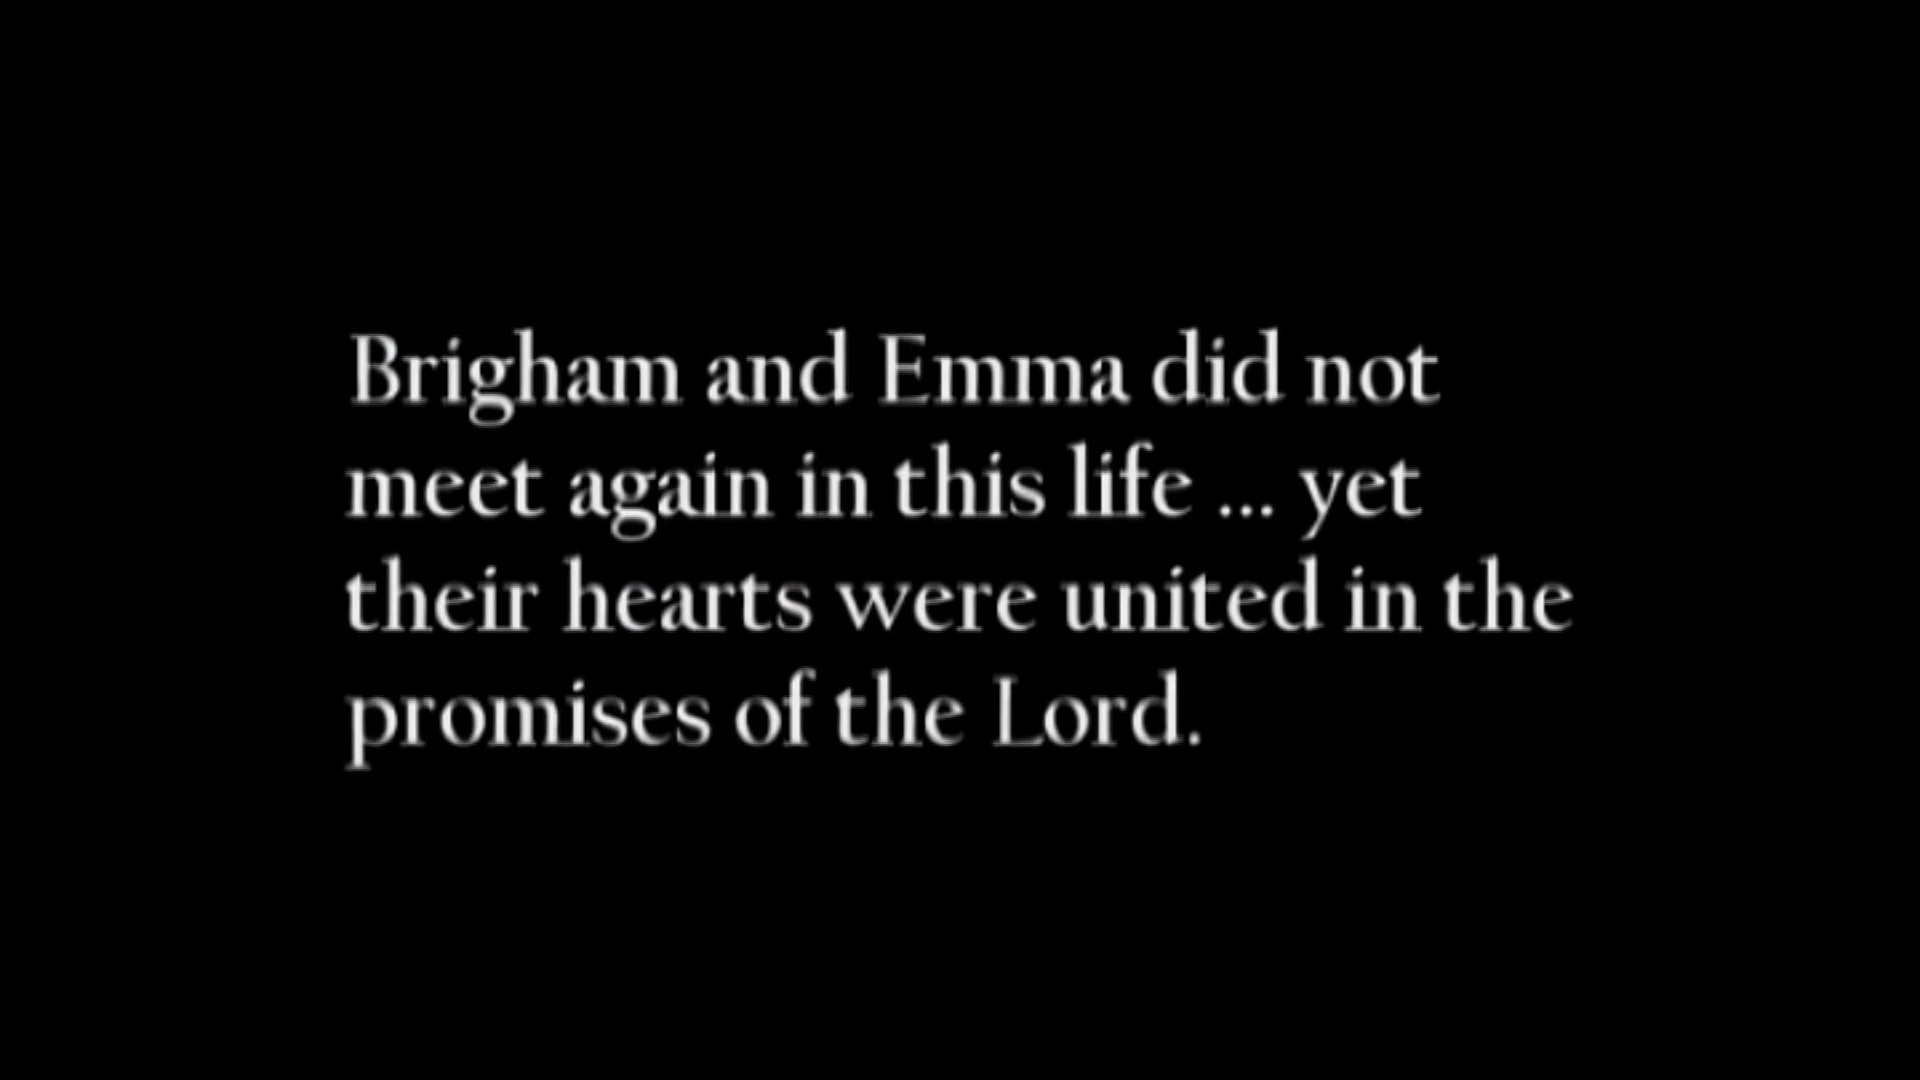 Brigham and Emma did not
meet again in this life ... yet
their hearts were united in the
promises of the Lord.